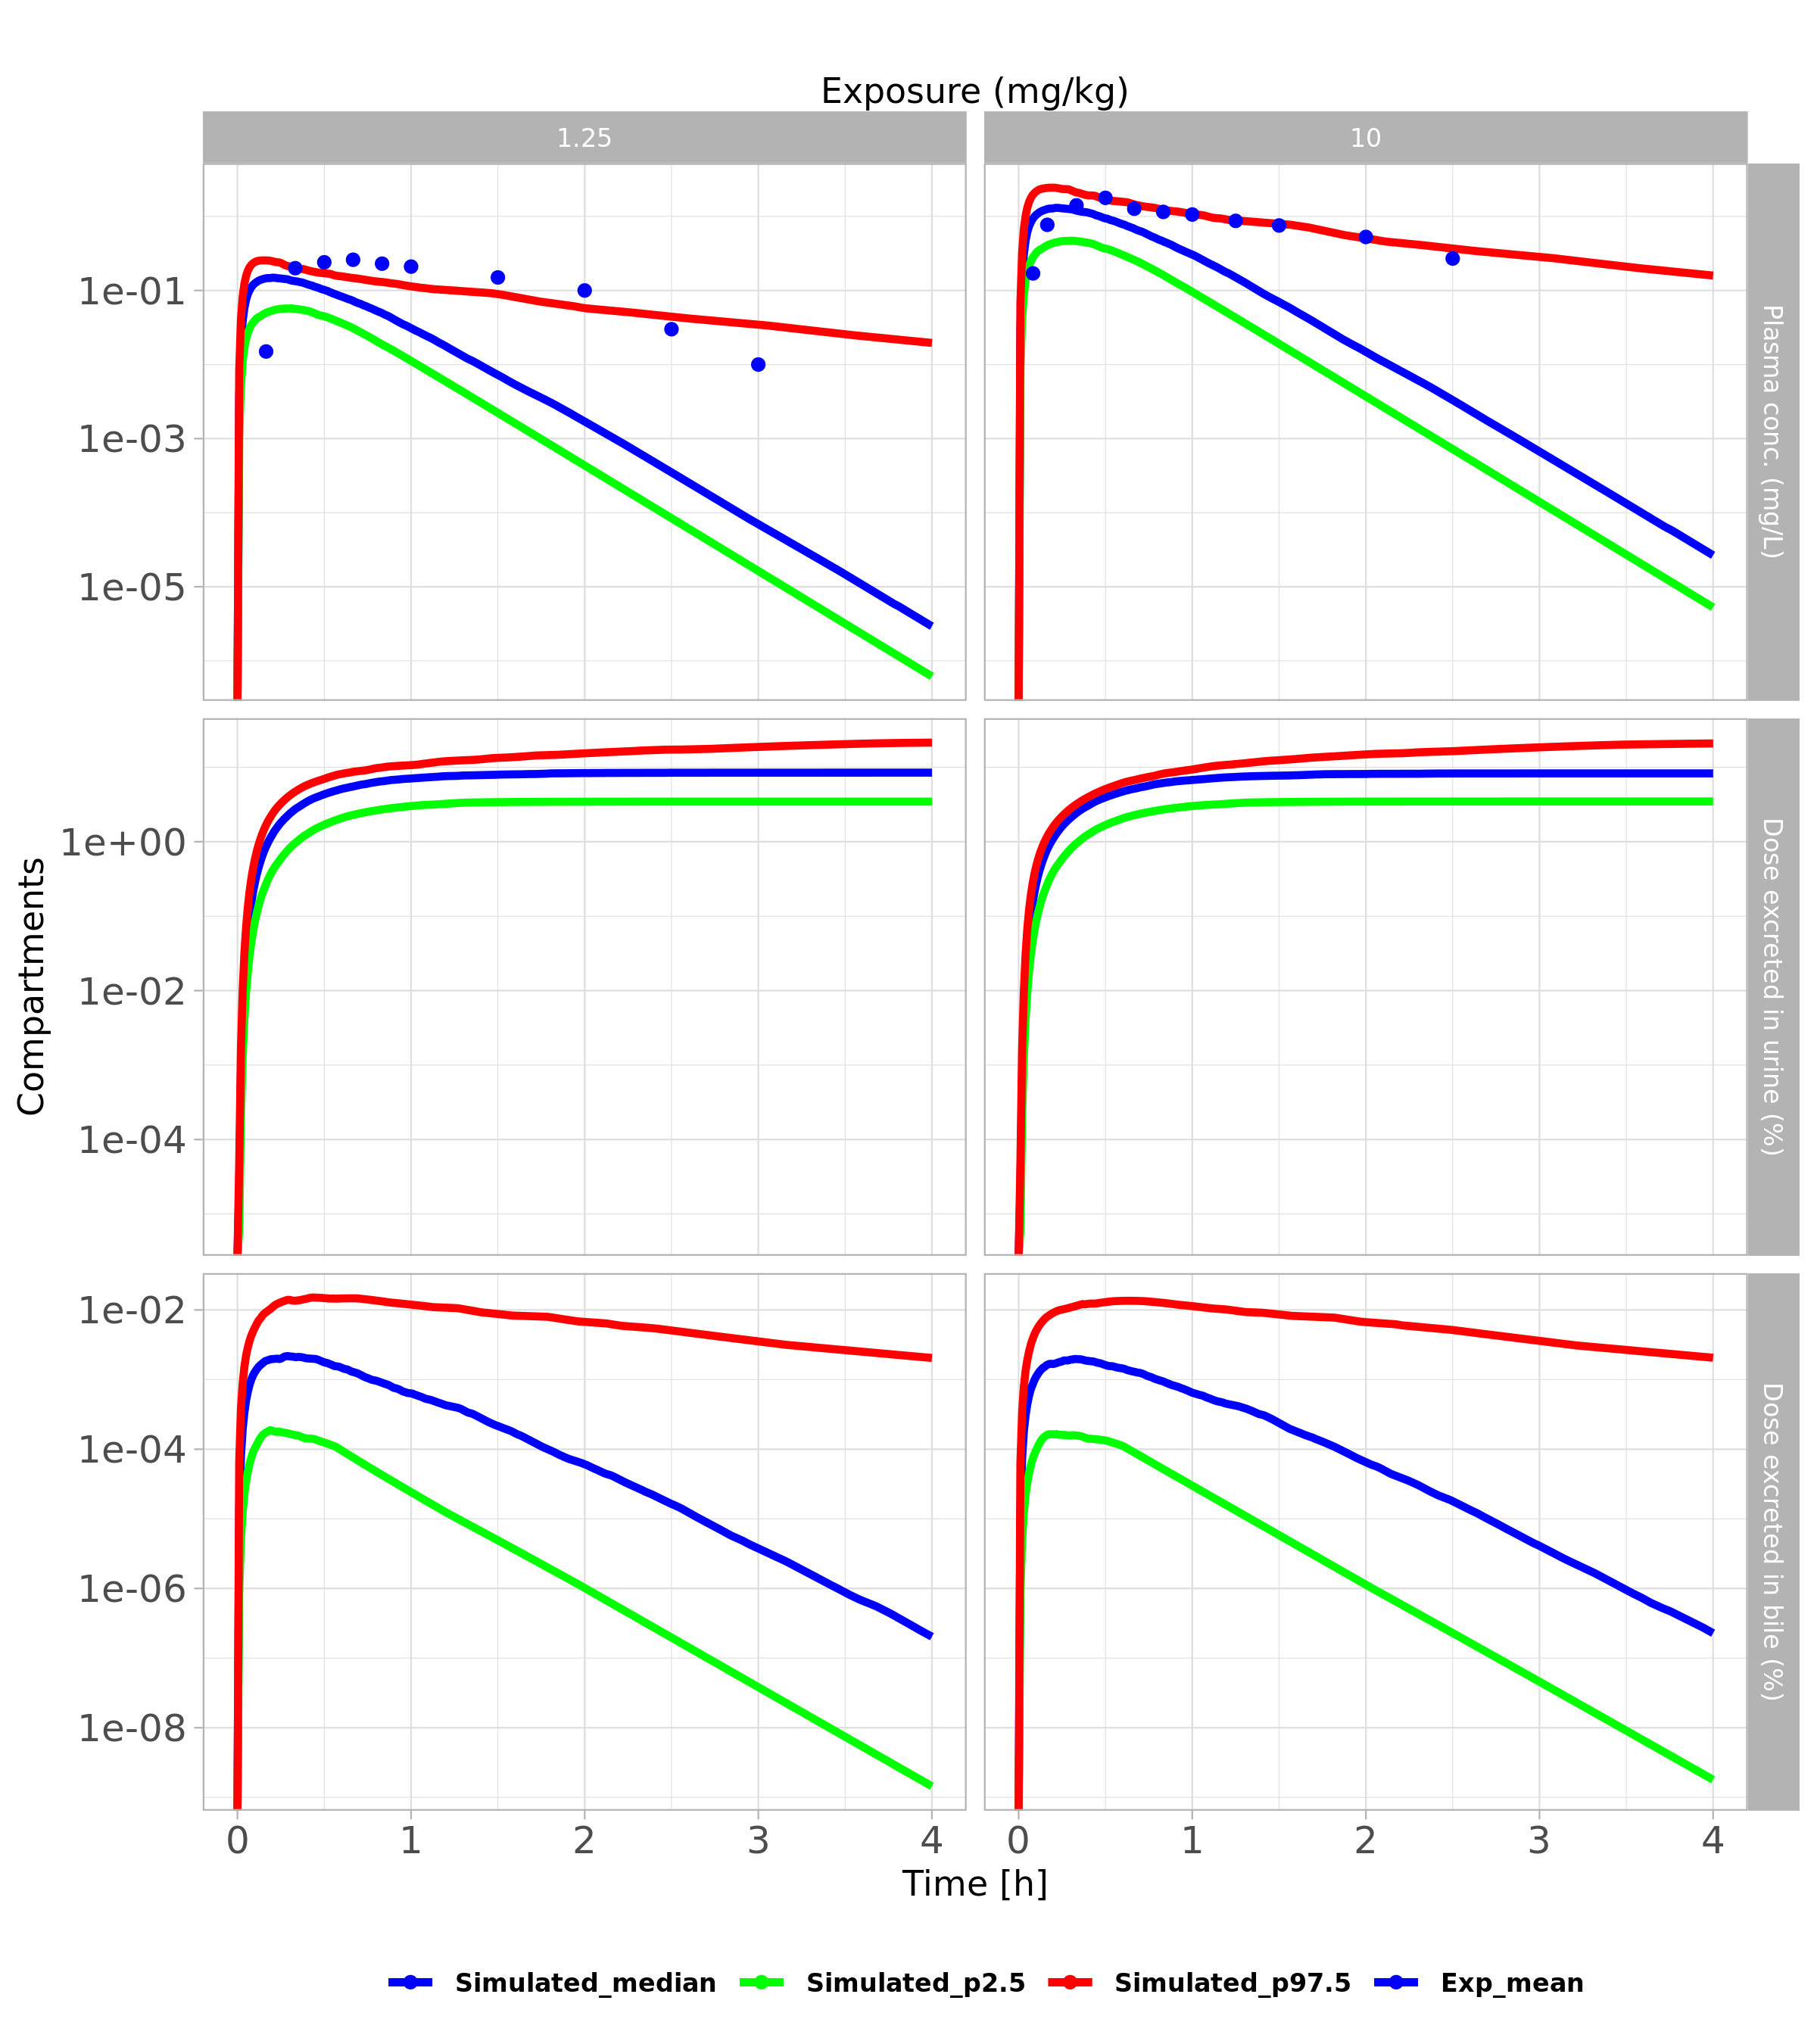 Exposure (mg/kg)
1.25
10
1e-01
1e-03
1e-05
Plasma conc. (mg/L)
Compartments
1e+00
1e-02
1e-04
Dose excreted in urine (%)
1e-02
1e-04
1e-06
1e-08
Dose excreted in bile (%)
0 1 2 3 4
0 1 2 3 4
Time [h]
Simulated_median Simulated_p2.5 Simulated_p97.5 Exp_mean